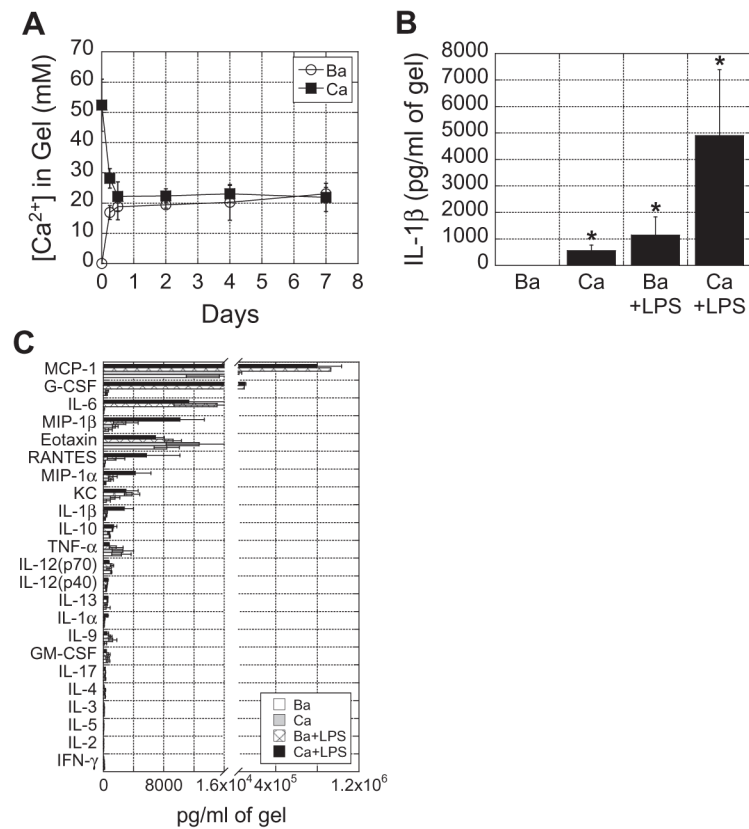 A
[Ca²⁺] in Gel (mM)
70
60
50
40
30
20
10
0
Ba
Ca
0 1 2 3 4 5 6 7 8
Days
B
IL-1β (pg/ml of gel)
8000
7000
6000
5000
4000
3000
2000
1000
0
*
*
*
Ba
Ca
Ba +LPS
Ca +LPS
C
MCP-1
G-CSF
IL-6
MIP-1β
Eotaxin
RANTES
MIP-1α
KC
IL-1β
IL-10
TNF-α
IL-12(p70)
IL-12(p40)
IL-13
IL-1α
IL-9
GM-CSF
IL-17
IL-4
IL-3
IL-5
IL-2
IFN-γ
Ba
Ca
Ba+LPS
Ca+LPS
0 8000 1.6x10⁴ 4x10⁵ 1.2x10⁶
pg/ml of gel